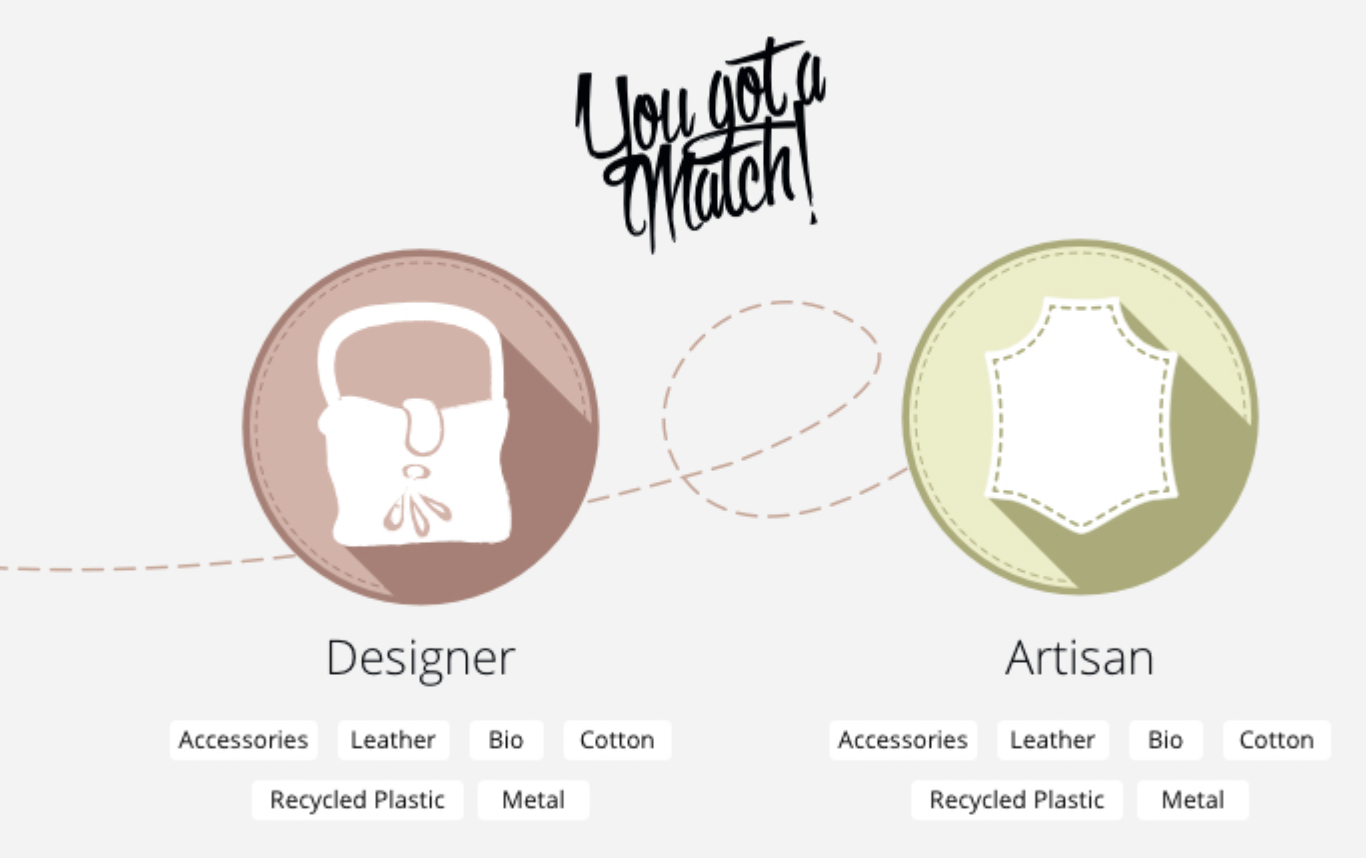 You got a
Match!
Designer
Artisan
Accessories Leather Bio Cotton
Recycled Plastic Metal
Accessories Leather Bio Cotton
Recycled Plastic Metal